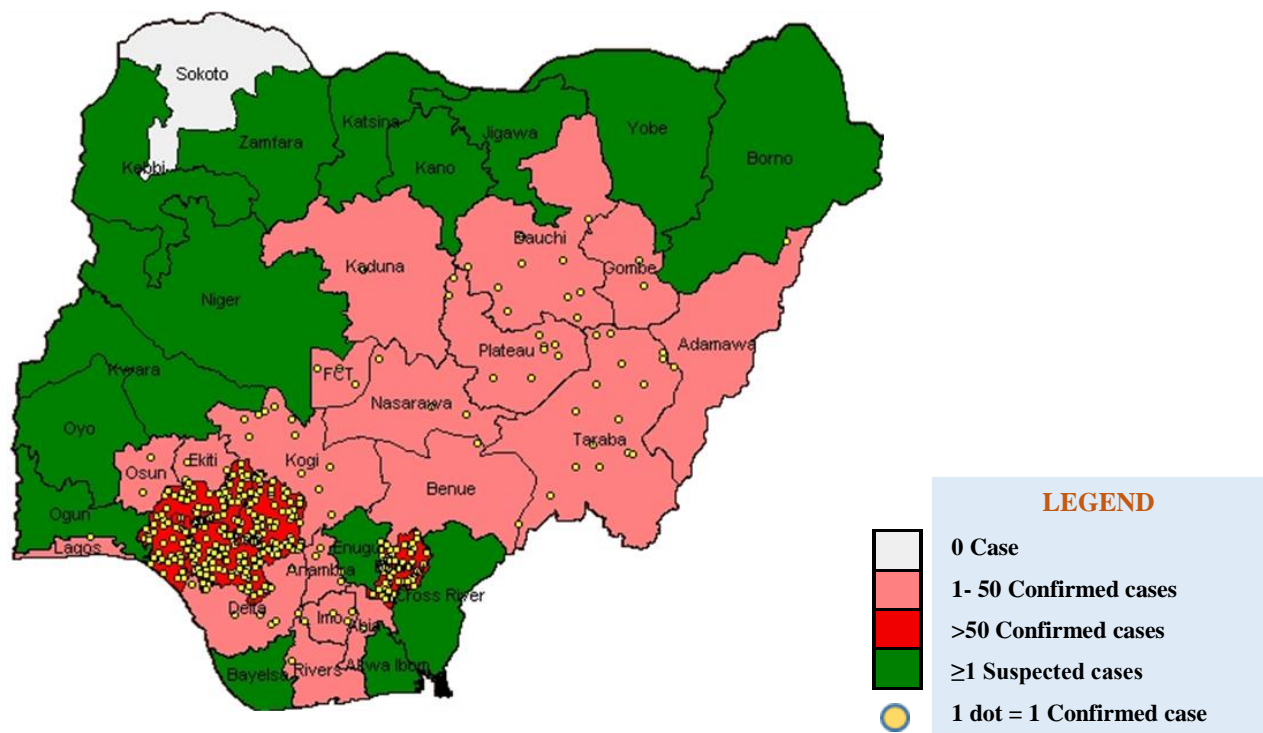 Sokoto
Katsina
Jigawa
Yobe
Zamfara
Borno
Kebbi
Kano
Bauchi
Kaduna
Gombe
Niger
Adamawa
Plateau
Kwara
FCT
Nasarawa
Oyo
Taraba
Osun
Ekiti
Kogi
Benue
Ogun
Lagos
Enugu
Anambra
Cross River
Delta
Imo
Abia
Bayelsa
Rivers
Akwa Ibom
LEGEND
0 Case
1- 50 Confirmed cases
>50 Confirmed cases
≥1 Suspected cases
1 dot = 1 Confirmed case